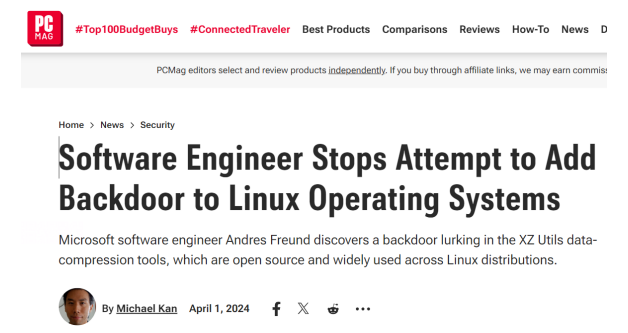 PC
MAG
#Top100BudgetBuys #ConnectedTraveler Best Products Comparisons Reviews How-To News D
PCMag editors select and review products independently. If you buy through affiliate links, we may earn commis
Home > News > Security
Software Engineer Stops Attempt to Add
Backdoor to Linux Operating Systems
Microsoft software engineer Andres Freund discovers a backdoor lurking in the XZ Utils data-
compression tools, which are open source and widely used across Linux distributions.
By Michael Kan April 1, 2024